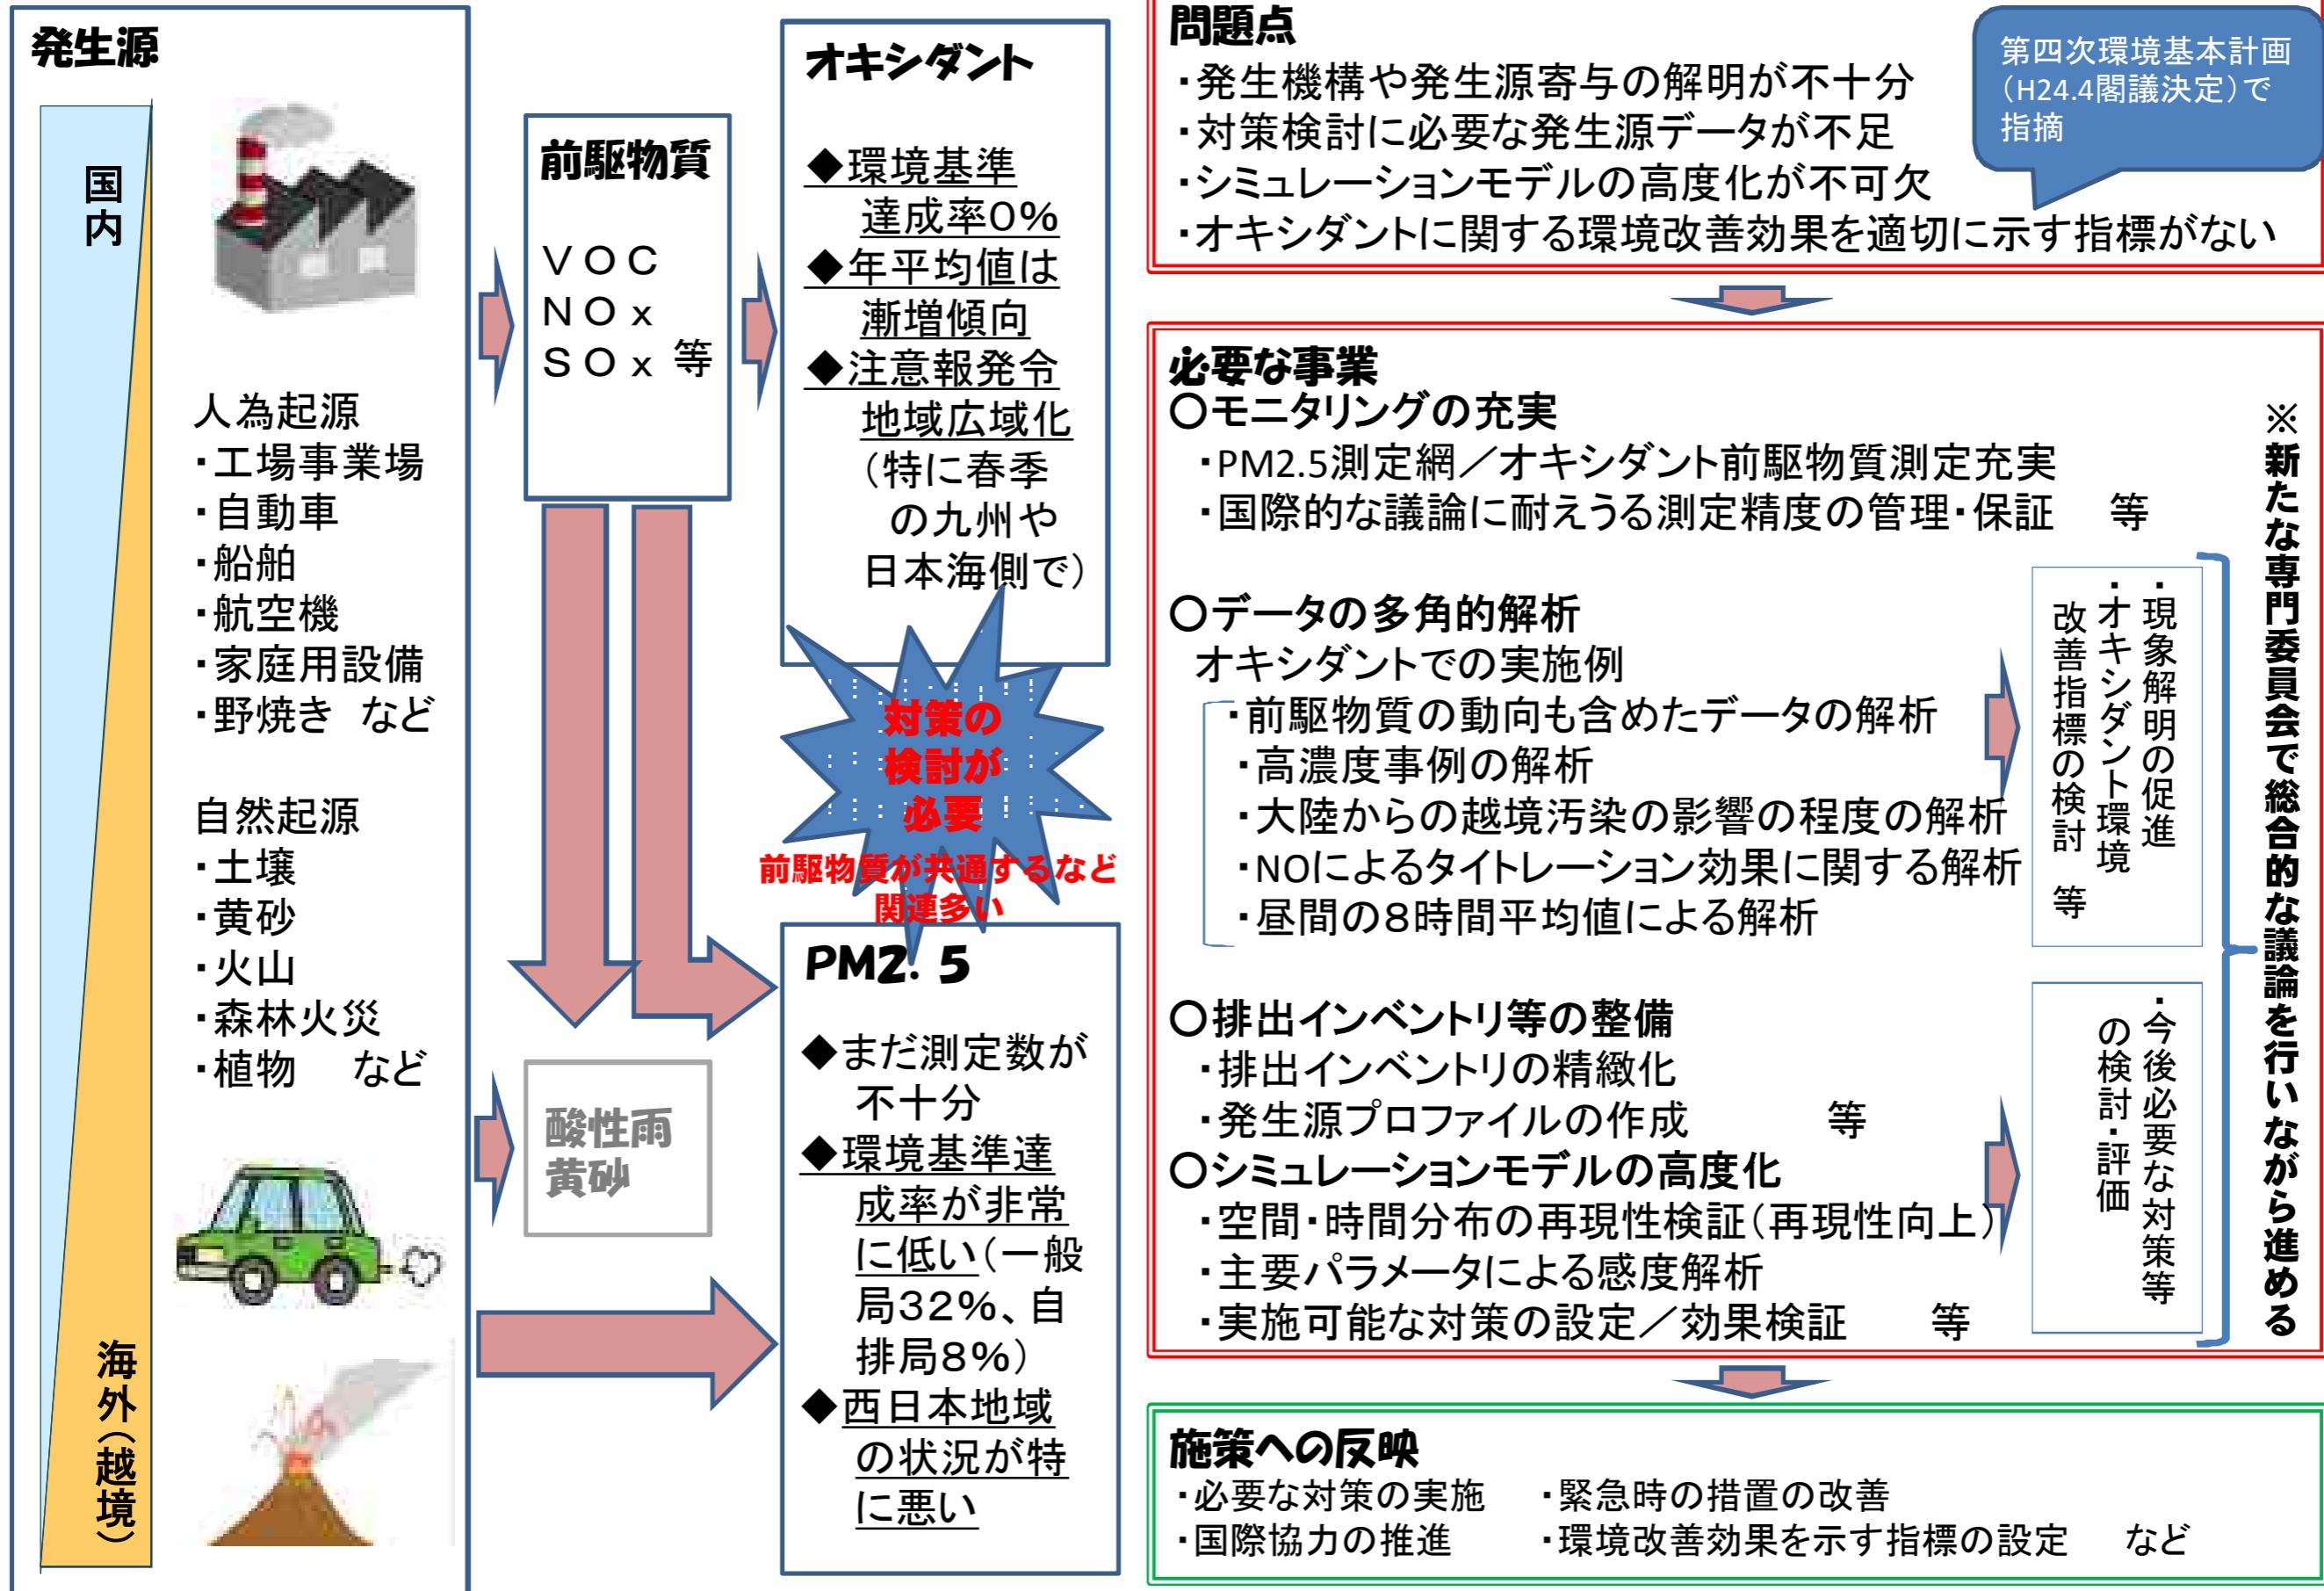 発生源
国内
人為起源
・工場事業場
・自動車
・船舶
・航空機
・家庭用設備
・野焼き など
自然起源
・土壌
・黄砂
・火山
・森林火災
・植物 など
海外(越境)
前駆物質
VOC
NOx
SOx 等
酸性雨
黄砂
オキシダント
◆環境基準
達成率0%
◆年平均値は
漸増傾向
◆注意報発令
地域広域化
(特に春季
の九州や
日本海側で)
対策の
検討が
必要
前駆物質が共通するなど
関連多い
PM2.5
◆まだ測定数が
不十分
◆環境基準達
成率が非常
に低い(一般
局32%、自
排局8%)
◆西日本地域
の状況が特
に悪い
問題点
・発生機構や発生源寄与の解明が不十分
・対策検討に必要な発生源データが不足
・シミュレーションモデルの高度化が不可欠
・オキシダントに関する環境改善効果を適切に示す指標がない
第四次環境基本計画
(H24.4閣議決定)で
指摘
必要な事業
○モニタリングの充実
・PM2.5測定網/オキシダント前駆物質測定充実
・国際的な議論に耐えうる測定精度の管理・保証 等
○データの多角的解析
オキシダントでの実施例
・前駆物質の動向も含めたデータの解析
・高濃度事例の解析
・大陸からの越境汚染の影響の程度の解析
・NOによるタイトレーション効果に関する解析
・昼間の8時間平均値による解析
・現象解明の促進
・オキシダント環境
改善指標の検討 等
○排出インベントリ等の整備
・排出インベントリの精緻化
・発生源プロファイルの作成 等
○シミュレーションモデルの高度化
・空間・時間分布の再現性検証(再現性向上)
・主要パラメータによる感度解析
・実施可能な対策の設定/効果検証 等
・今後必要な対策等
の検討・評価
※新たな専門委員会で総合的な議論を行いながら進める
施策への反映
・必要な対策の実施 ・緊急時の措置の改善
・国際協力の推進 ・環境改善効果を示す指標の設定 など